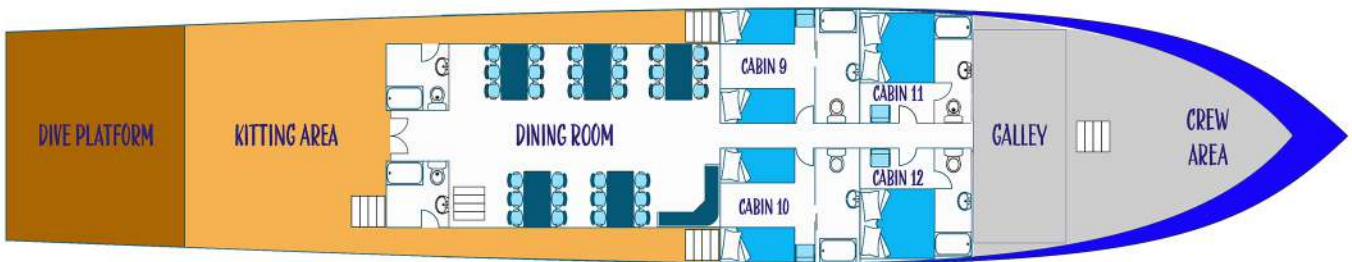 DIVE PLATFORM
KITTING AREA
DINING ROOM
CABIN 9
CABIN 10
CABIN 11
CABIN 12
GALLEY
CREW
AREA